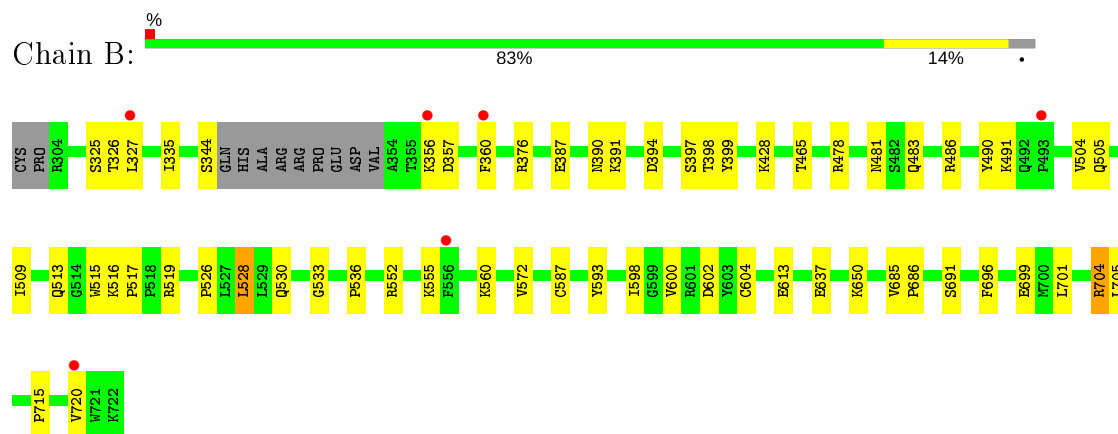 %
Chain B:
83% 14% •
CYS PRO R304 S325 T326 L327 I335 S344 GLN HIS ALA ARG ARG PRO GLU ASP VAL A354 T355 K356 D357 F360 R376 E387 N390 K391 D394 S397 T398 Y399 K428 T465 R478 N481 S482 Q483 R486 Y490 K491 Q492 P493 V504 Q505
I509 Q513 G514 W515 K516 P517 P518 R519 P526 L527 L528 L529 Q530 G533 P536 R552 K555 F556 K560 V572 C587 Y593 I598 G599 V600 R601 D602 Y603 C604 E613 E637 K650 V685 P686 S691 F696 E699 M700 L701 R704 L705
P715 V720 W721 K722